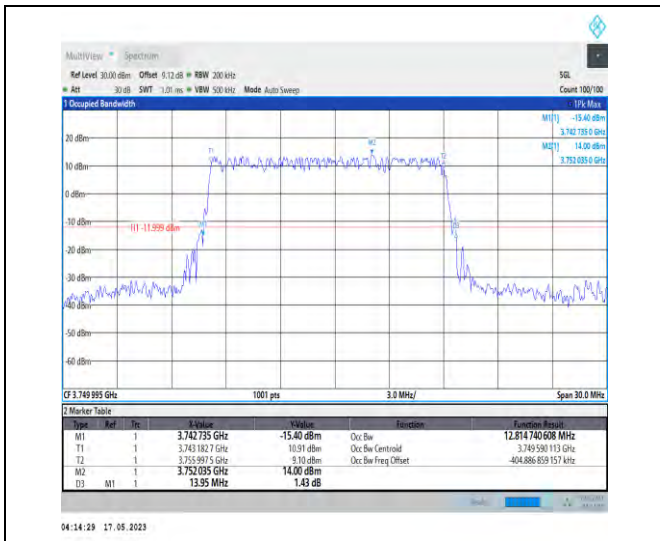 MultiView Spectrum
Ref Level 30.00 dBm Offset 9.12 dB RBW 200 kHz SGL
Att 30 dB SWT 1.01 ms VBW 500 kHz Mode Auto Sweep Count 100/100
1 Occupied Bandwidth 1Pk Max
M1[1] -15.40 dBm
3.742 735 0 GHz
M2[1] 14.00 dBm
3.752 035 0 GHz
M2
T1
T2
20 dBm
10 dBm
0 dBm
-10 dBm
H1 -11.999 dBm
M1
-20 dBm
-30 dBm
-40 dBm
-50 dBm
-60 dBm
CF 3.749 995 GHz 1001 pts 3.0 MHz/ Span 30.0 MHz
2 Marker Table
Type Ref Trc X-Value Y-Value Function Function Result
M1 1 3.742 735 GHz -15.40 dBm Occ Bw 12.814 740 608 MHz
T1 1 3.743 182 7 GHz 10.91 dBm Occ Bw Centroid 3.749 590 113 GHz
T2 1 3.755 997 5 GHz 9.10 dBm Occ Bw Freq Offset -404.886 859 157 kHz
M2 1 3.752 035 GHz 14.00 dBm
D3 M1 1 13.95 MHz 1.43 dB
04:14:29 17.05.2023